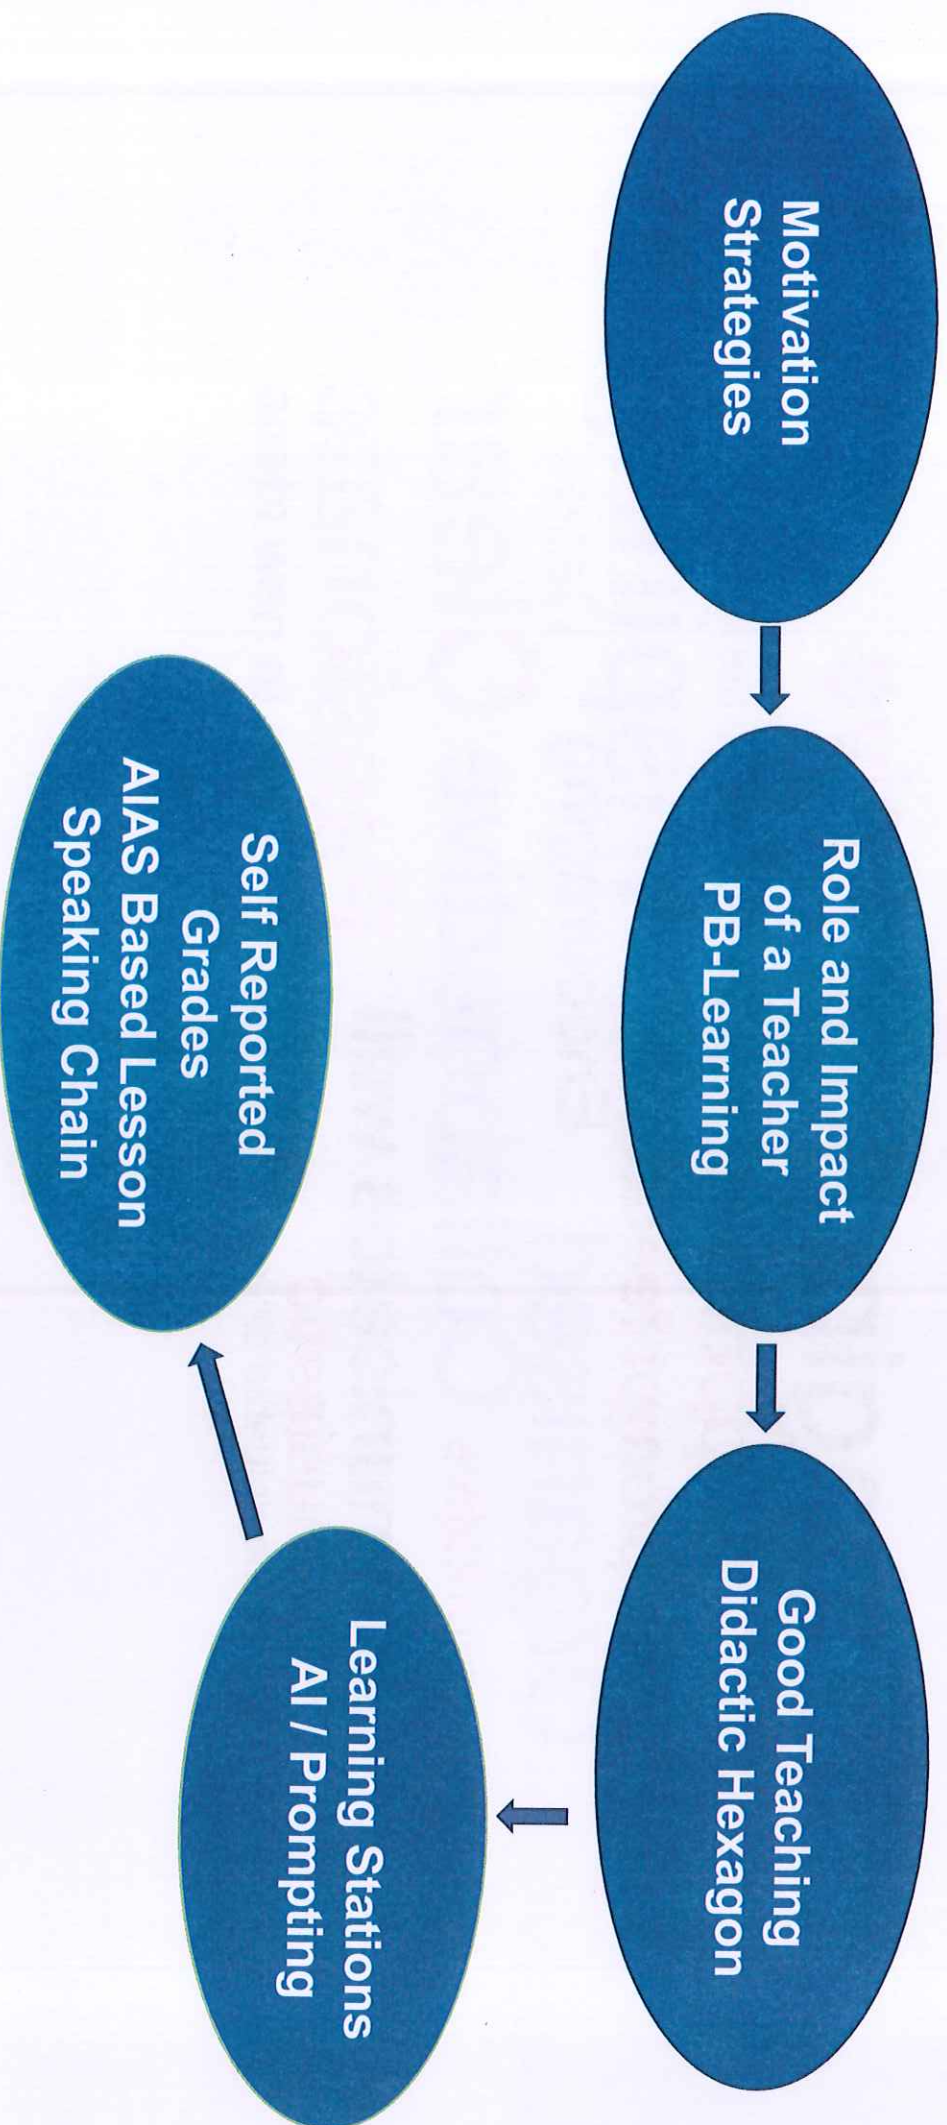 Motivation
Strategies
Role and Impact
of a Teacher
PB-Learning
Good Teaching
Didactic Hexagon
Learning Stations
AI / Prompting
Self Reported
Grades
AIAS Based Lesson
Speaking Chain